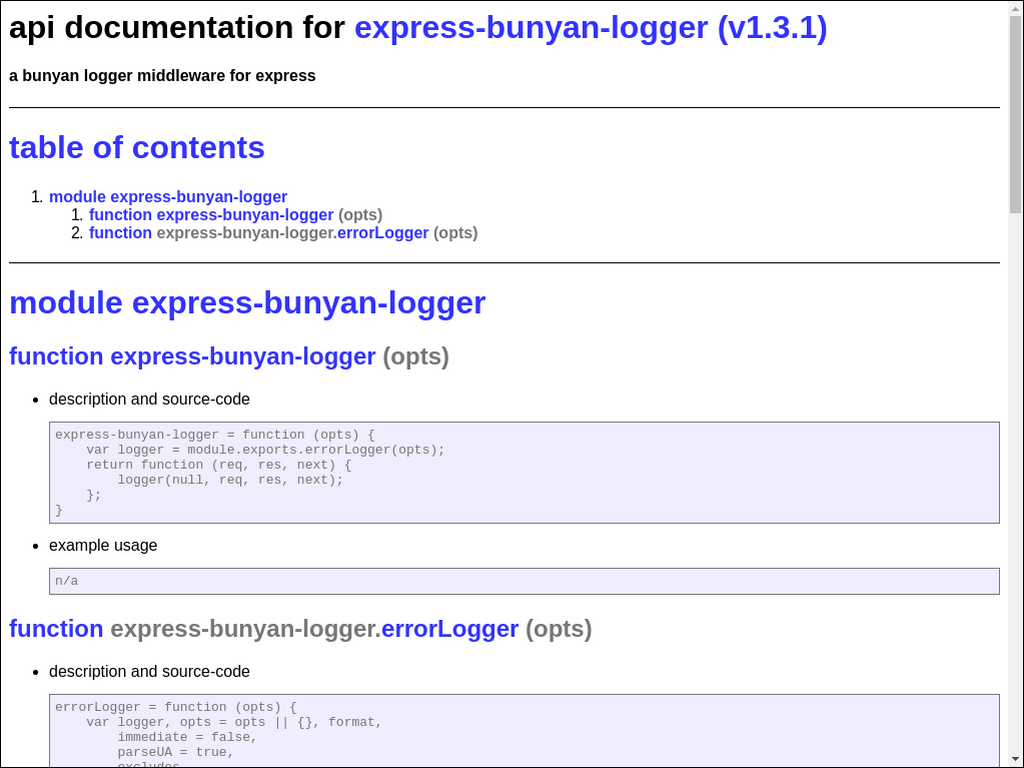 api documentation for express-bunyan-logger (v1.3.1)
a bunyan logger middleware for express
table of contents
1. module express-bunyan-logger
1. function express-bunyan-logger (opts)
2. function express-bunyan-logger.errorLogger (opts)
module express-bunyan-logger
function express-bunyan-logger (opts)
• description and source-code
express-bunyan-logger = function (opts) {
    var logger = module.exports.errorLogger(opts);
    return function (req, res, next) {
        logger(null, req, res, next);
    };
}
• example usage
n/a
function express-bunyan-logger.errorLogger (opts)
• description and source-code
errorLogger = function (opts) {
    var logger, opts = opts || {}, format,
        immediate = false,
        parseUA = true,
        excludes